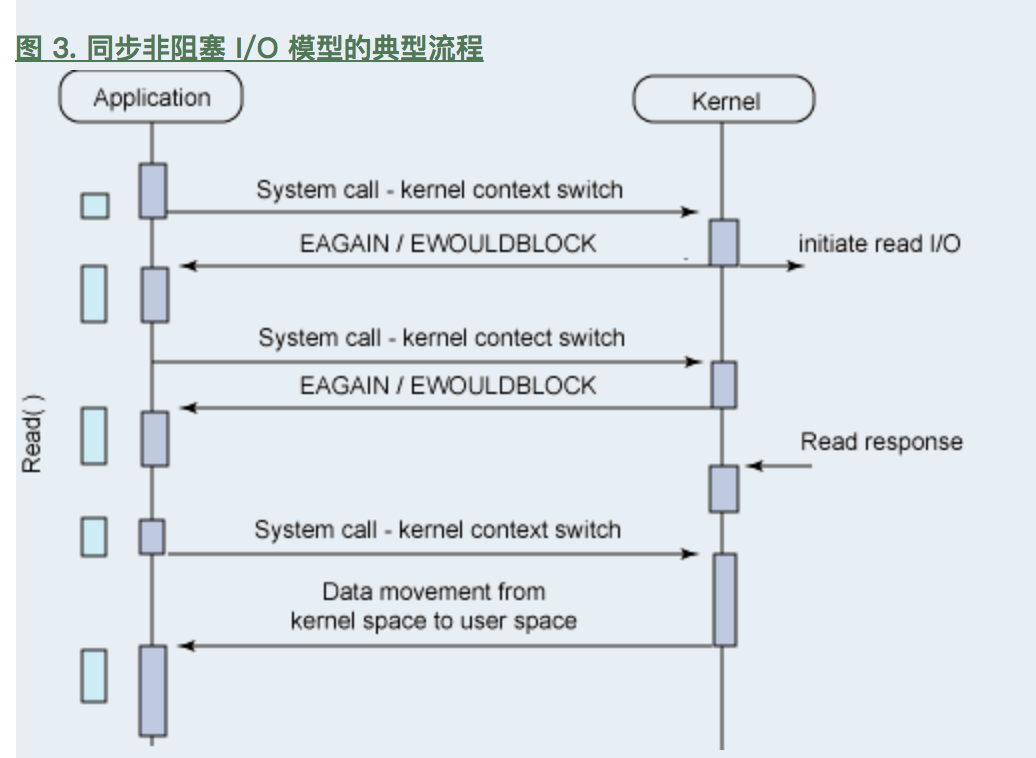 图 3. 同步非阻塞 I/O 模型的典型流程
Application
Kernel
System call - kernel context switch
EAGAIN / EWOULDBLOCK
initiate read I/O
System call - kernel contect switch
EAGAIN / EWOULDBLOCK
Read( )
Read response
System call - kernel context switch
Data movement from
kernel space to user space